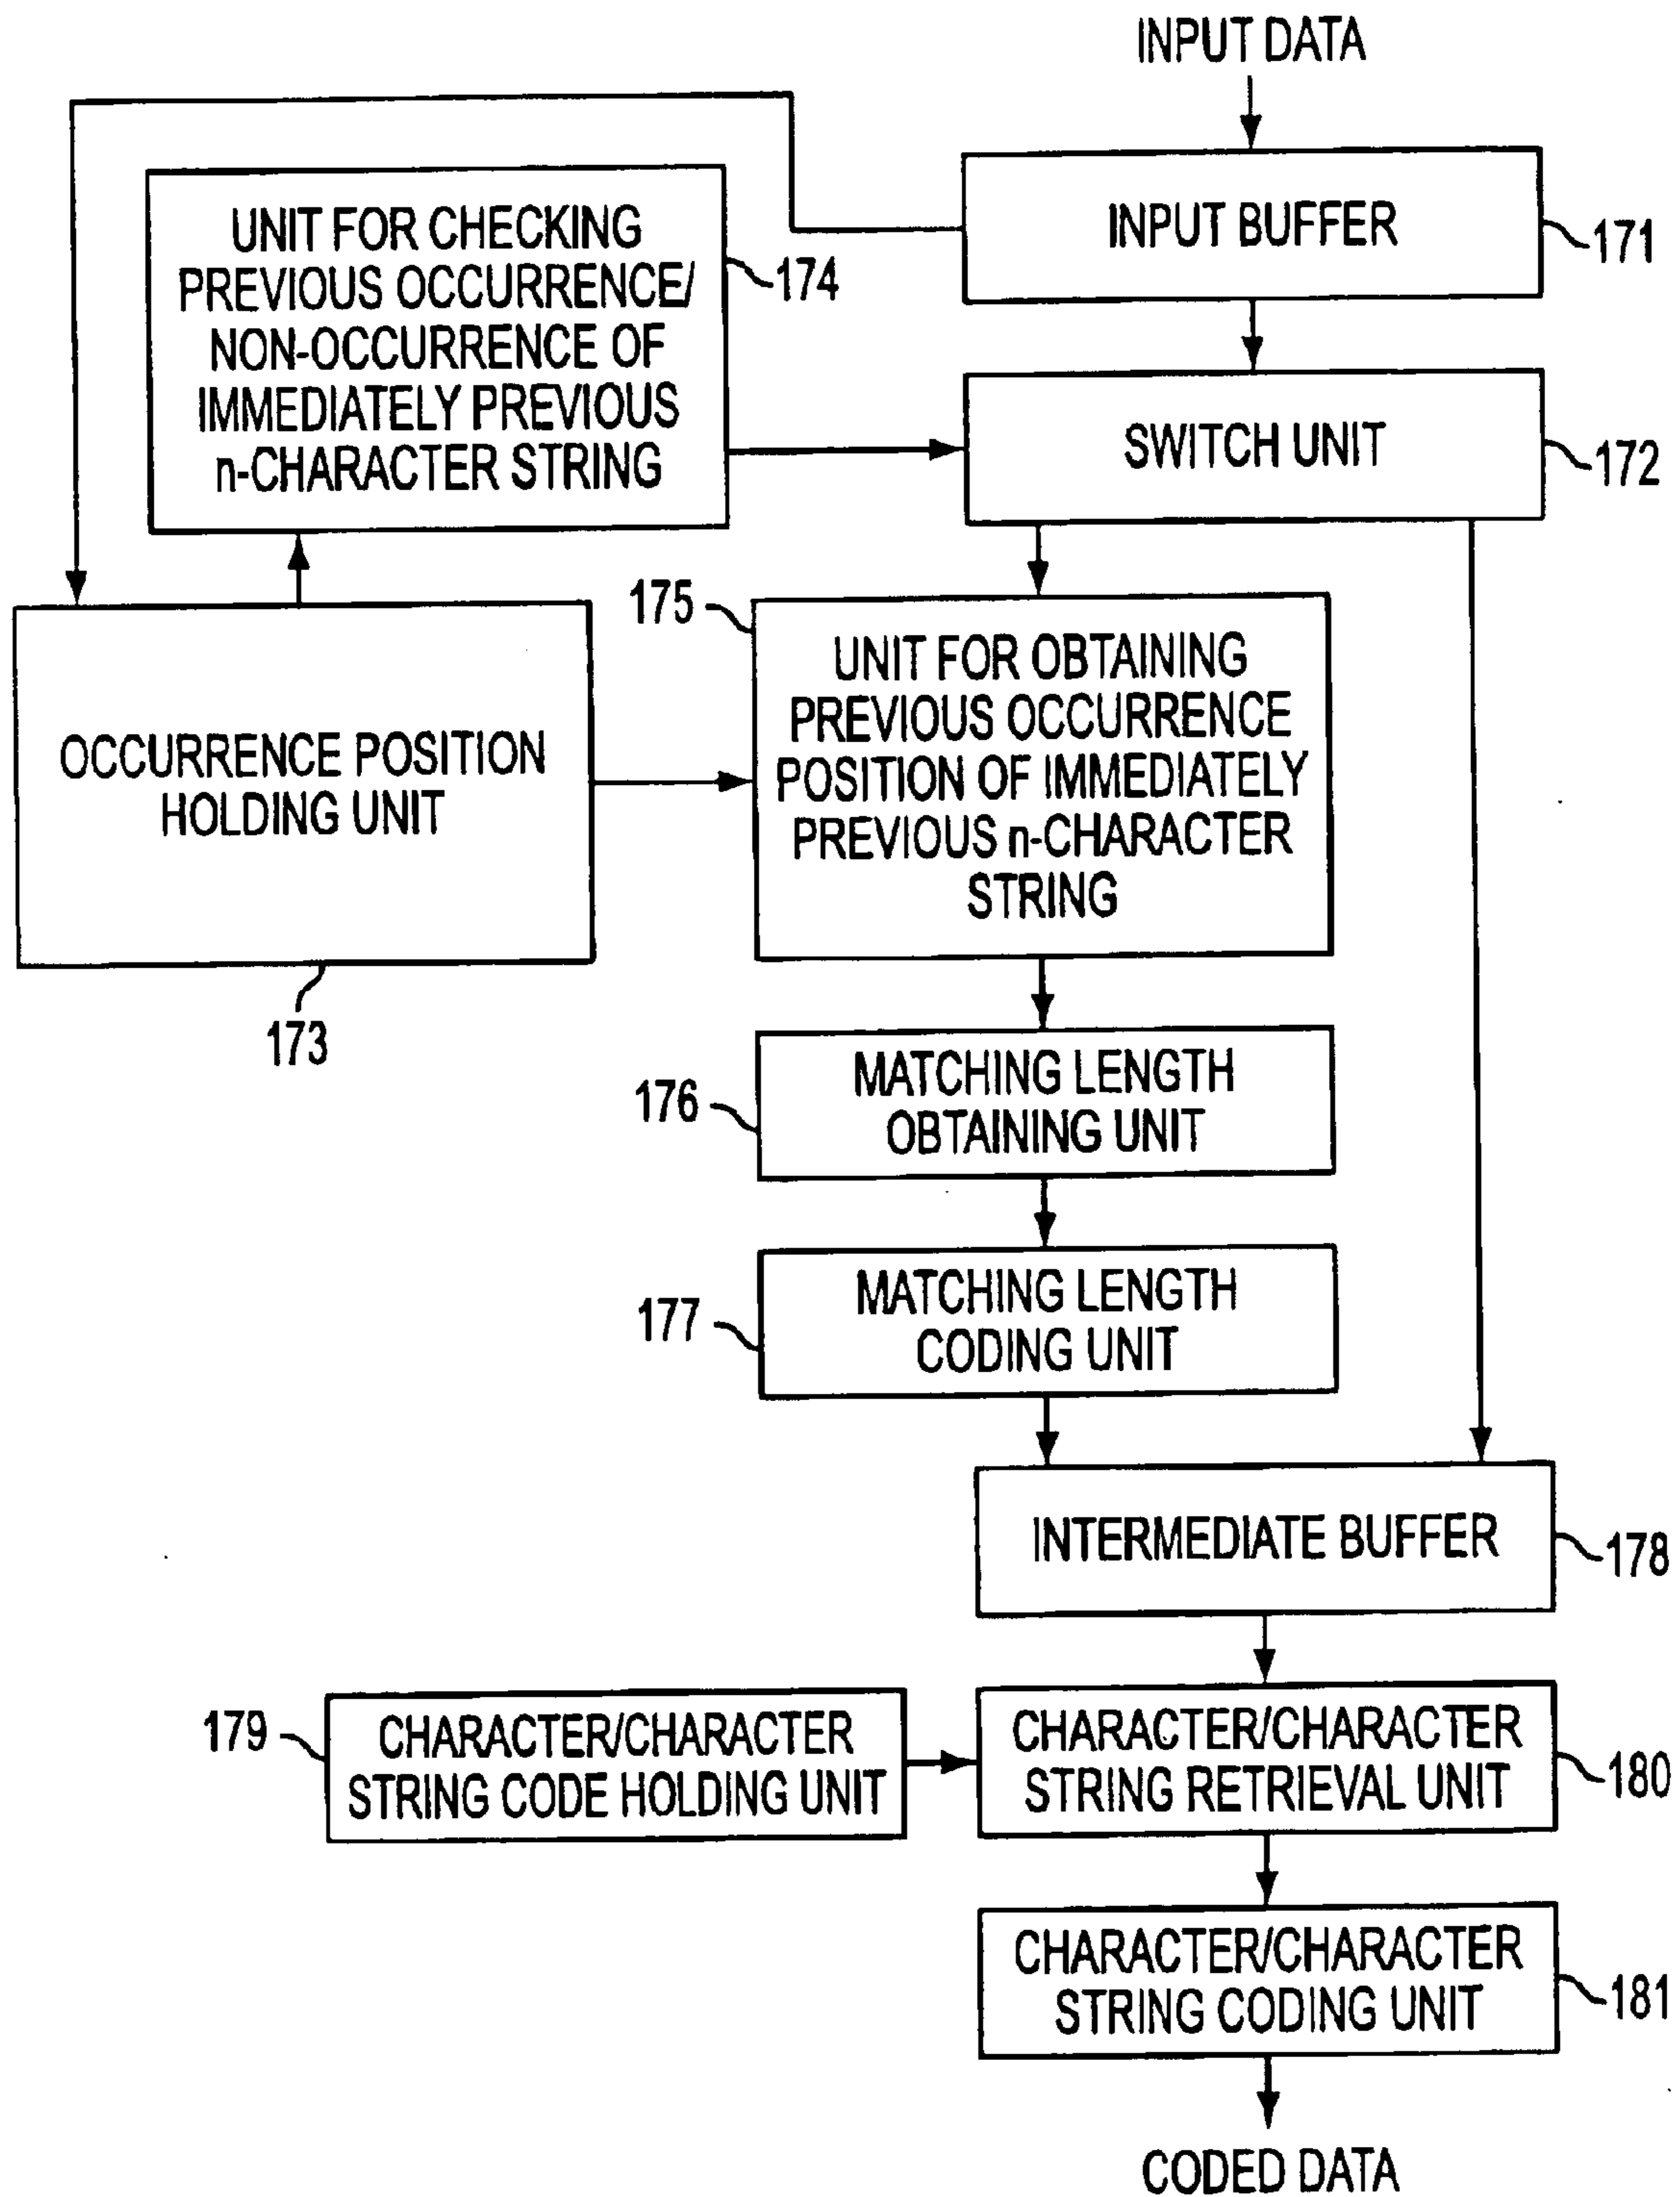 INPUT DATA
INPUT BUFFER
171
UNIT FOR CHECKING
PREVIOUS OCCURRENCE/
NON-OCCURRENCE OF
IMMEDIATELY PREVIOUS
n-CHARACTER STRING
174
SWITCH UNIT
172
175
UNIT FOR OBTAINING
PREVIOUS OCCURRENCE
POSITION OF IMMEDIATELY
PREVIOUS n-CHARACTER
STRING
OCCURRENCE POSITION
HOLDING UNIT
173
176
MATCHING LENGTH
OBTAINING UNIT
177
MATCHING LENGTH
CODING UNIT
INTERMEDIATE BUFFER
178
179
CHARACTER/CHARACTER
STRING CODE HOLDING UNIT
CHARACTER/CHARACTER
STRING RETRIEVAL UNIT
180
CHARACTER/CHARACTER
STRING CODING UNIT
181
CODED DATA